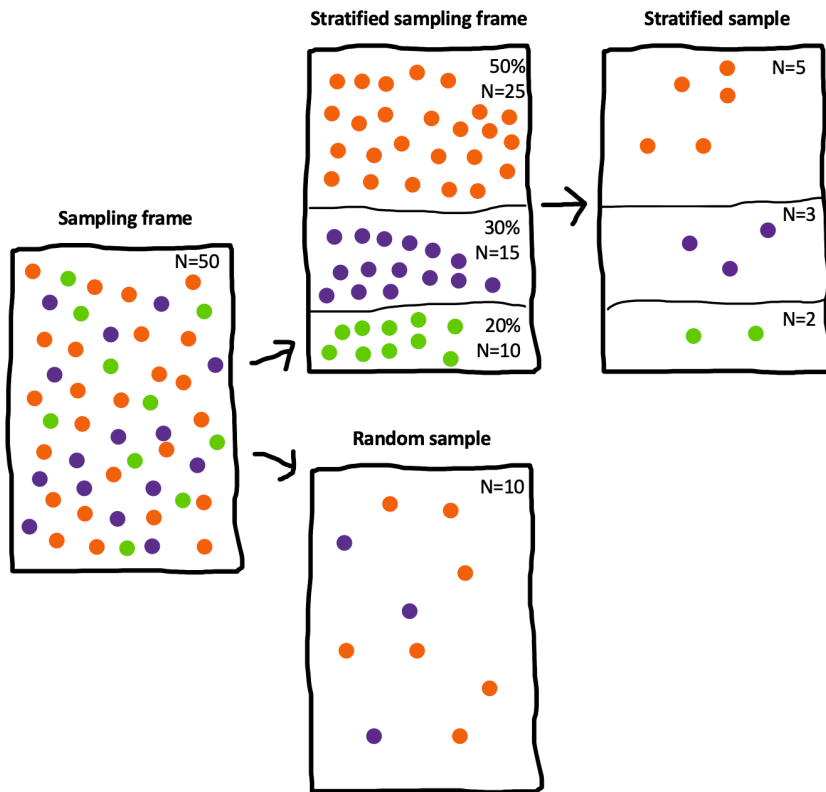 Stratified sampling frame
50%
N=25
30%
N=15
20%
N=10
Stratified sample
N=5
N=3
N=2
Sampling frame
N=50
Random sample
N=10